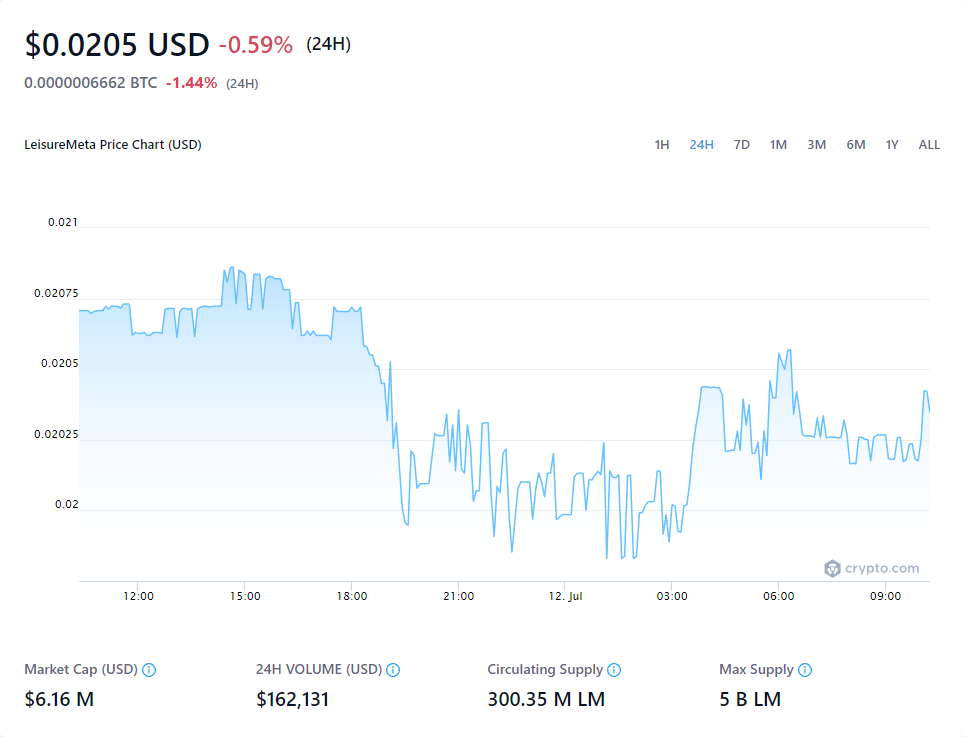 $0.0205 USD -0.59% (24H)
0.0000006662 BTC -1.44% (24H)
LeisureMeta Price Chart (USD) 1H 24H 7D 1M 3M 6M 1Y ALL
0.021
0.02075
0.0205
0.02025
0.02
crypto.com
12:00 15:00 18:00 21:00 12. Jul 03:00 06:00 09:00
Market Cap (USD) 24H VOLUME (USD) Circulating Supply Max Supply
$6.16 M $162,131 300.35 M LM 5 B LM